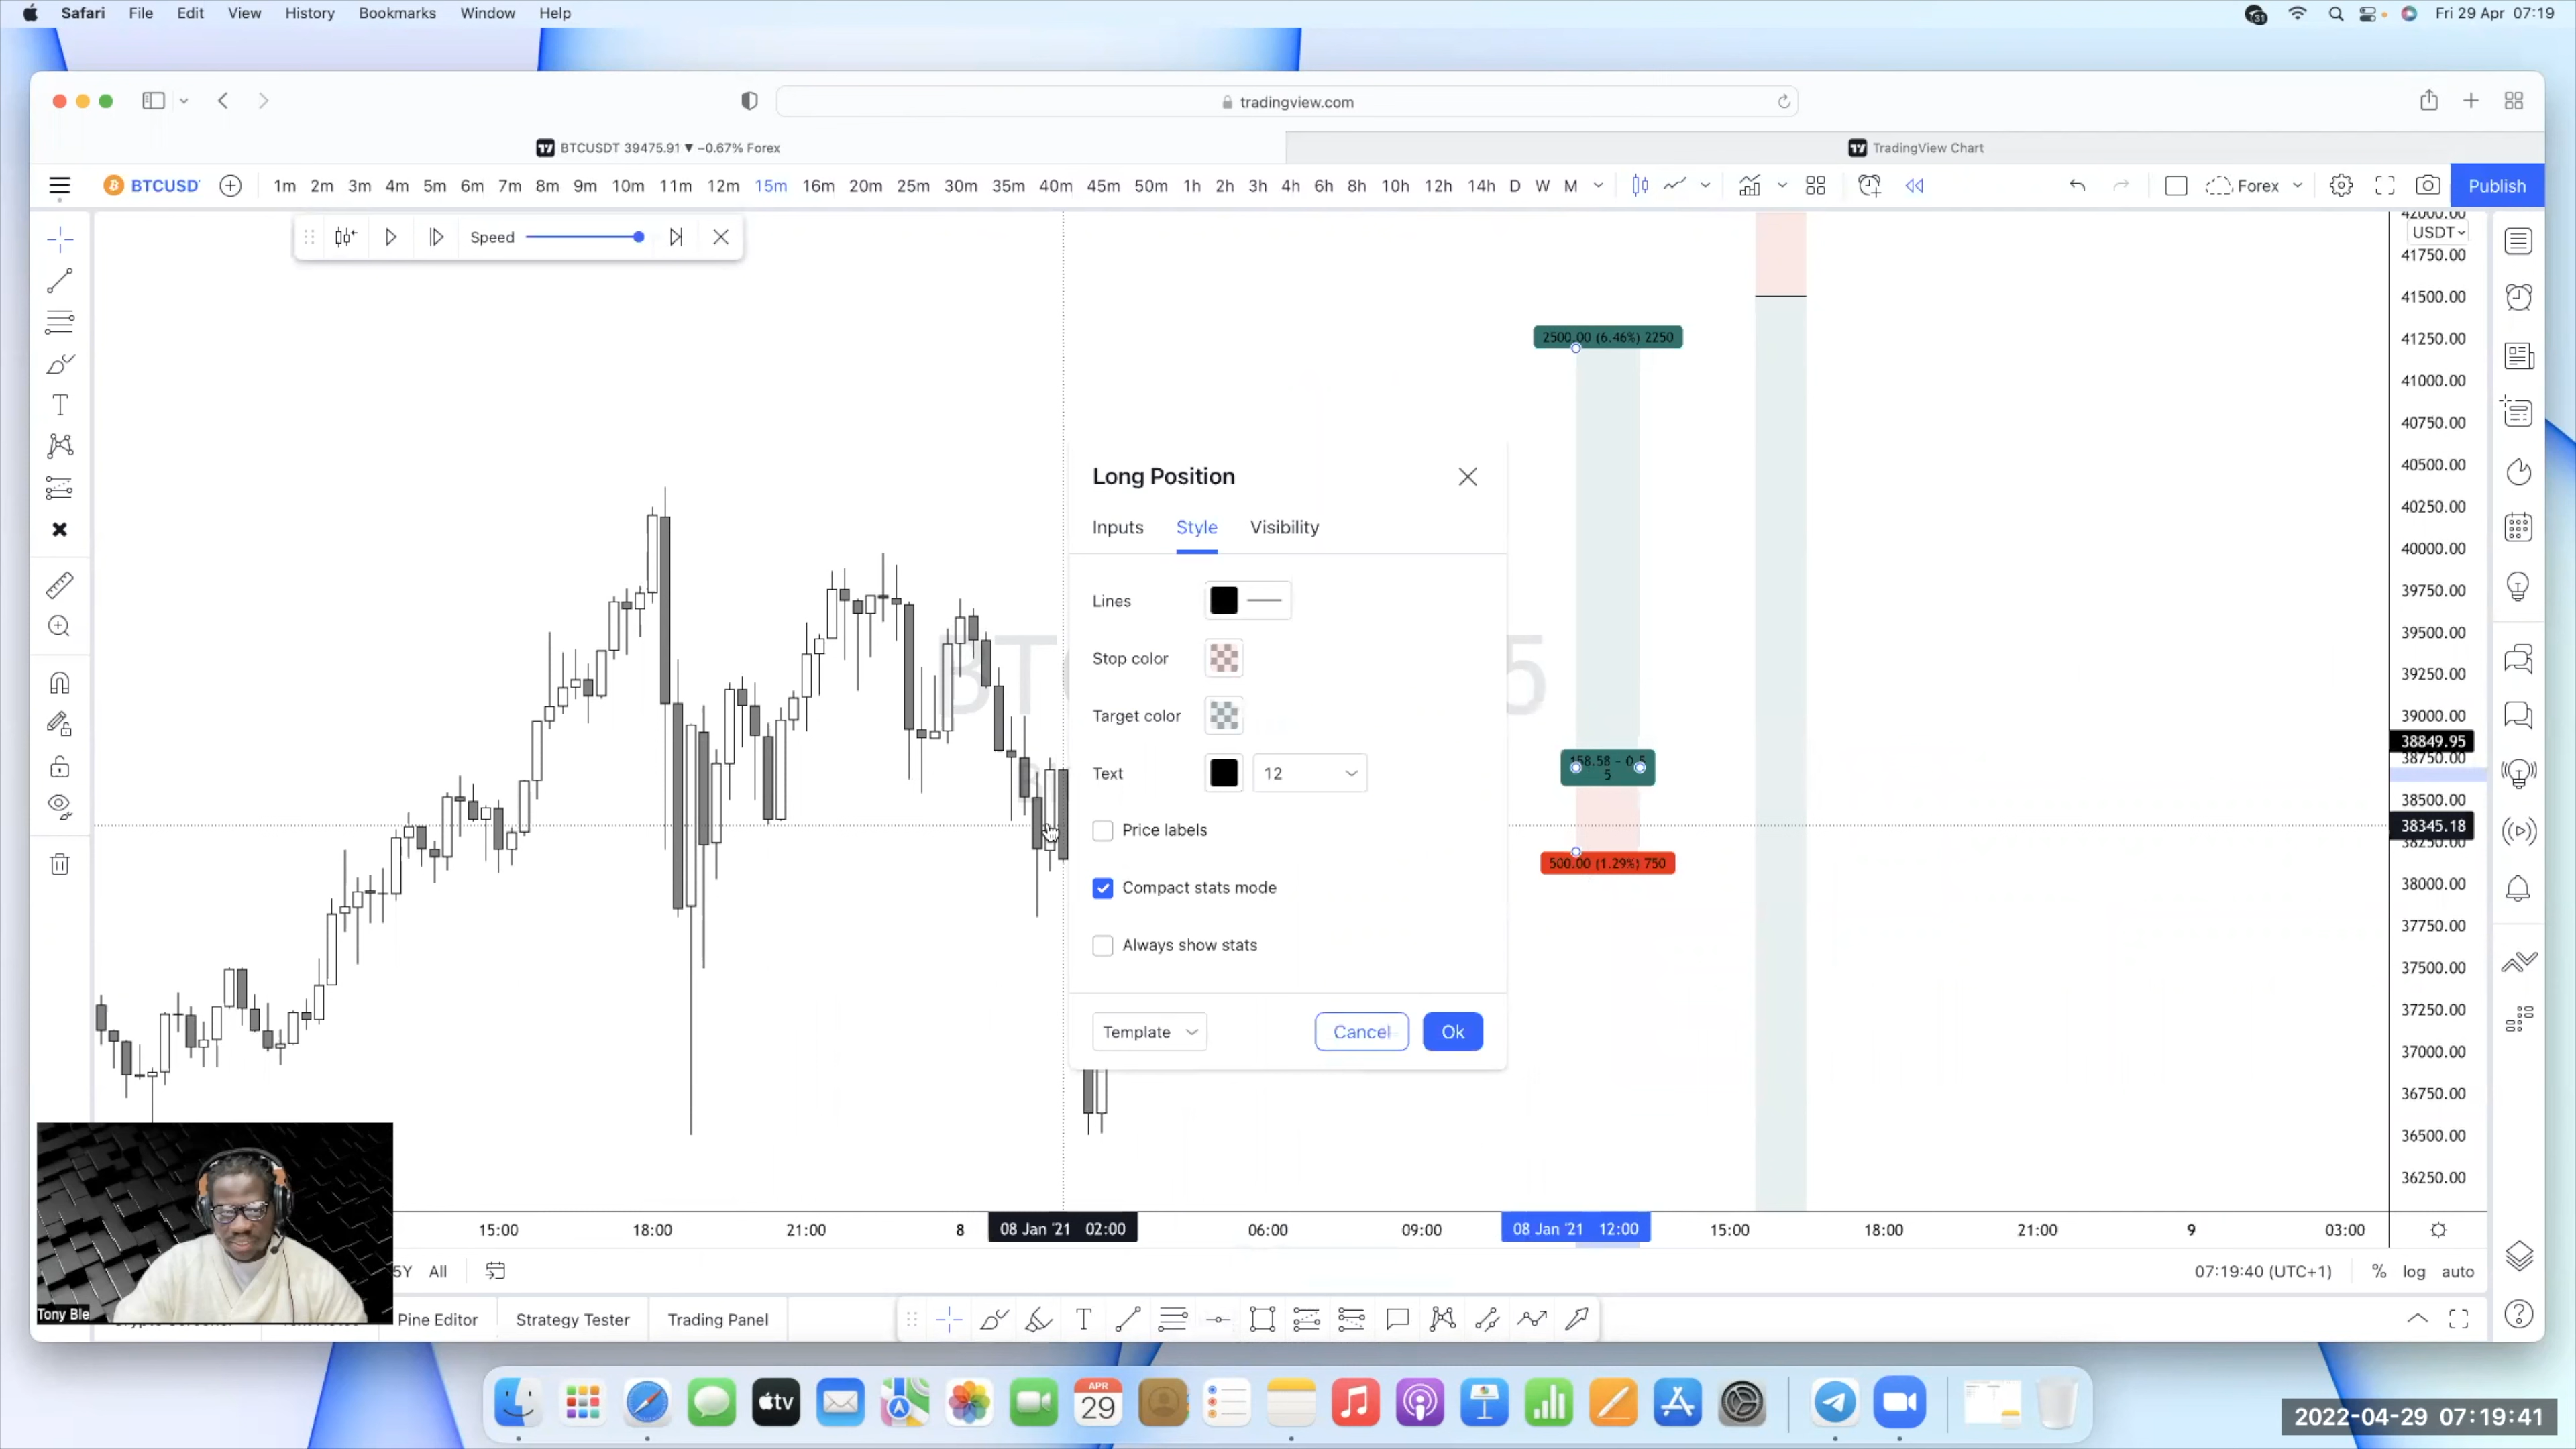 Safari File Edit View History Bookmarks Window Help
31
Fri 29 Apr 07:19
tradingview.com
BTCUSDT 39475.91 ▼ −0.67% Forex
TradingView Chart
BTCUSD
1m 2m 3m 4m 5m 6m 7m 8m 9m 10m 11m 12m 15m 16m 20m 25m 30m 35m 40m 45m 50m 1h 2h 3h 4h 6h 8h 10h 12h 14h D W M
Forex
Publish
Speed
42000.00
USDT
41750.00
41500.00
41250.00
41000.00
40750.00
40500.00
40250.00
40000.00
39750.00
39500.00
39250.00
39000.00
38849.95
38750.00
38500.00
38345.18
38250.00
38000.00
37750.00
37500.00
37250.00
37000.00
36750.00
36500.00
36250.00
2500.00 (6.46%) 2250
500.00 (1.29%) 750
Long Position
Inputs Style Visibility
Lines
Stop color
Target color
Text
12
Price labels
Compact stats mode
Always show stats
Template
Cancel
Ok
15:00 18:00 21:00 8 08 Jan '21 02:00 06:00 09:00 08 Jan '21 12:00 15:00 18:00 21:00 9 03:00
5Y All
07:19:40 (UTC+1) % log auto
Tony Ble
Pine Editor Strategy Tester Trading Panel
tv
APR
29
2022-04-29 07:19:41